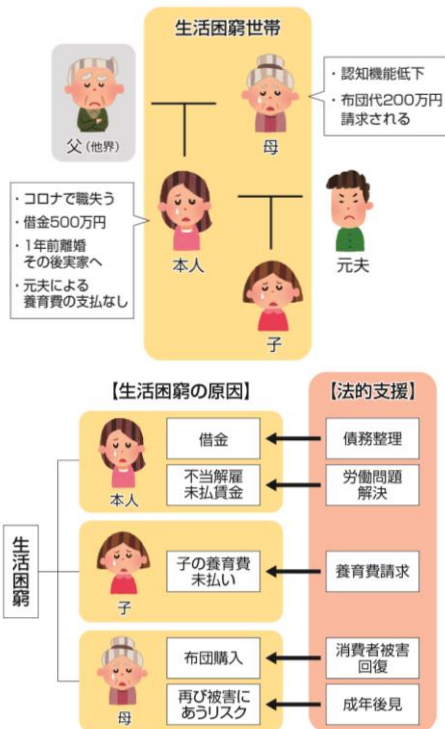 生活困窮世帯
父（他界）
母
・認知機能低下
・布団代200万円
請求される
・コロナで職失う
・借金500万円
・1年前離婚
その後実家へ
・元夫による
養育費の支払なし
本人
元夫
子
【生活困窮の原因】
【法的支援】
生活困窮
本人
借金
債務整理
不当解雇
未払賃金
労働問題
解決
子
子の養育費
未払い
養育費請求
母
布団購入
消費者被害
回復
再び被害に
あうリスク
成年後見